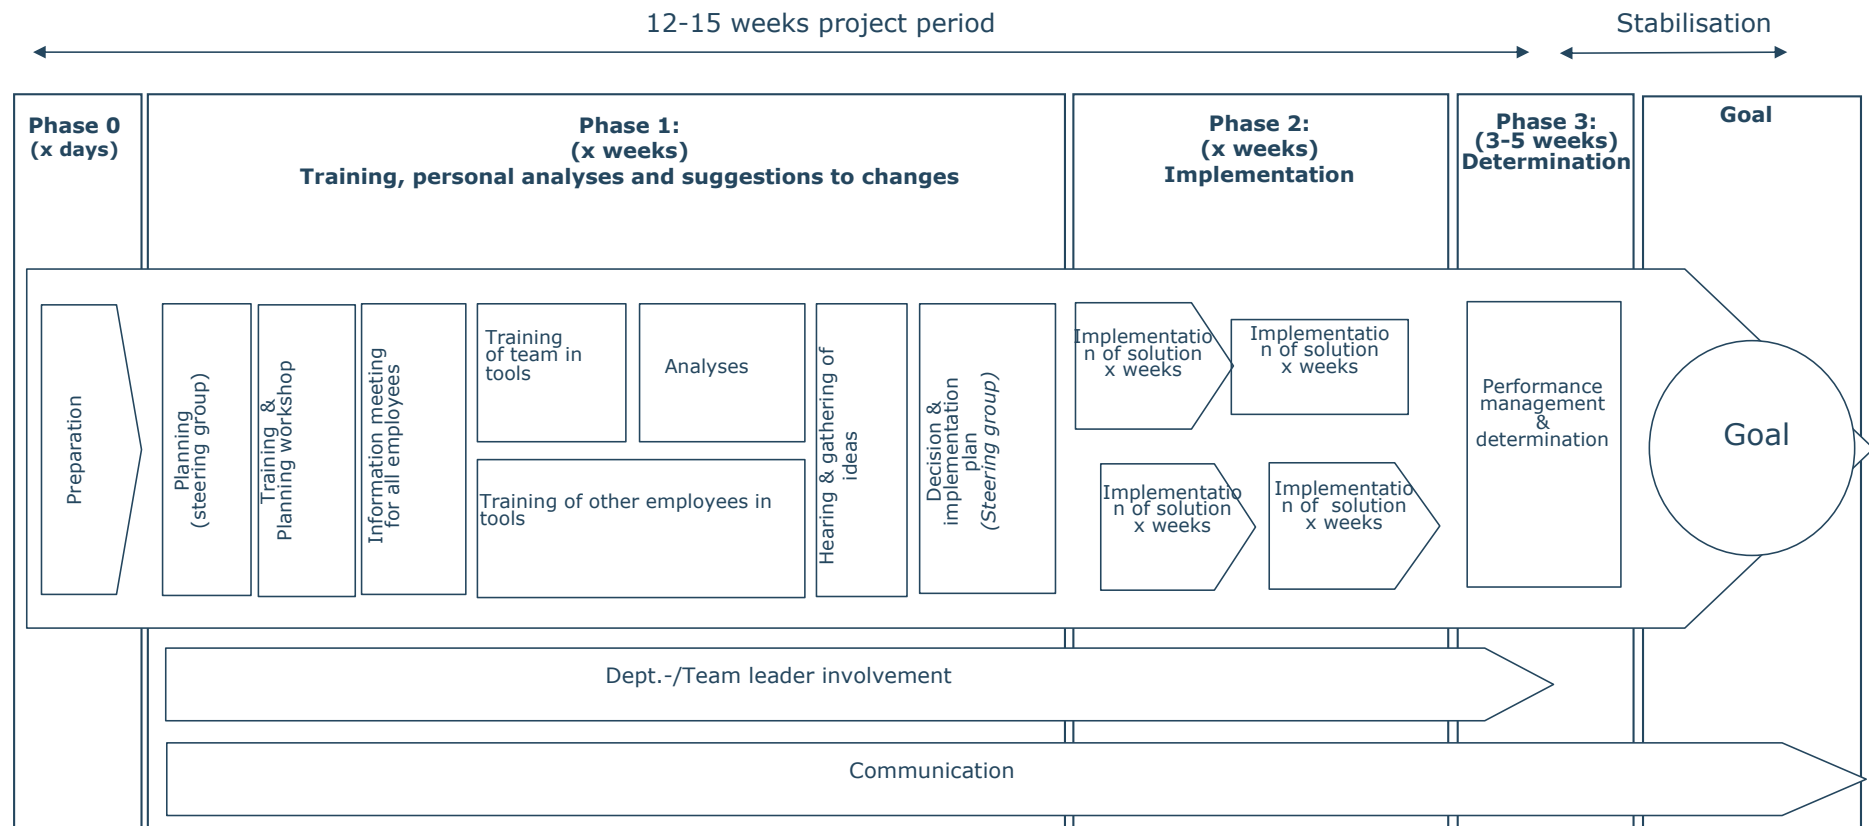 12-15 weeks project period
Stabilisation
Phase 0
(x days)
Phase 1:
(x weeks)
Training, personal analyses and suggestions to changes
Phase 2:
(x weeks)
Implementation
Phase 3:
(3-5 weeks)
Determination
Goal
Preparation
Planning
(steering group)
Training &
Planning workshop
Information meeting
for all employees
Training
of team in
tools
Analyses
Training of other employees in
tools
Hearing & gathering of
ideas
Decision &
implementation
plan
(Steering group)
Implementatio
n of solution
x weeks
Implementatio
n of solution
x weeks
Implementatio
n of solution
x weeks
Implementatio
n of  solution
x weeks
Performance
management
&
determination
Goal
Dept.-/Team leader involvement
Communication